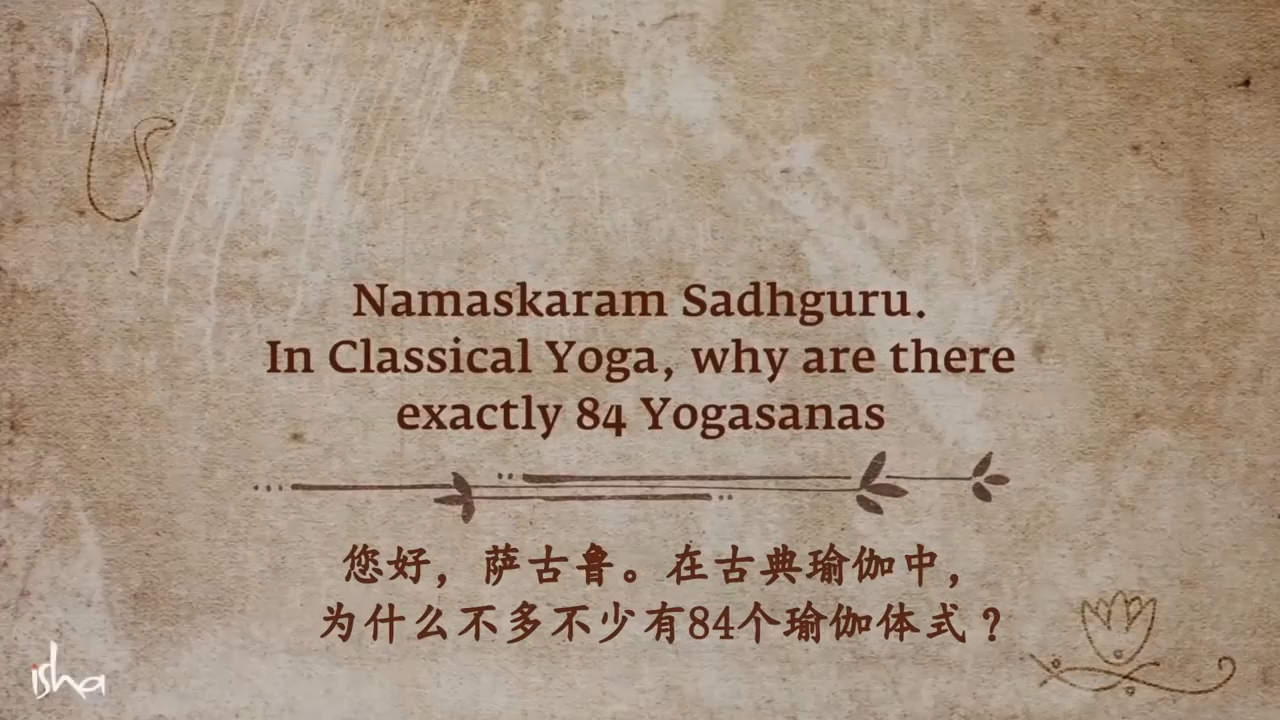 Namaskaram Sadhguru.
In Classical Yoga, why are there
exactly 84 Yogasanas
您好，萨古鲁。在古典瑜伽中，
为什么不多不少有84个瑜伽体式？
isha